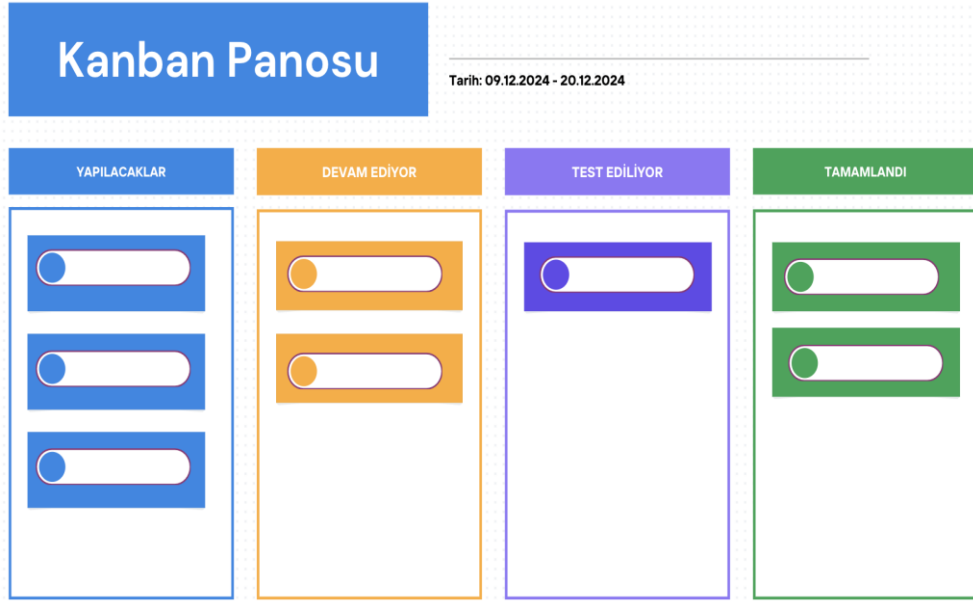 Kanban Panosu
Tarih: 09.12.2024 - 20.12.2024
YAPILACAKLAR
DEVAM EDİYOR
TEST EDİLİYOR
TAMAMLANDI